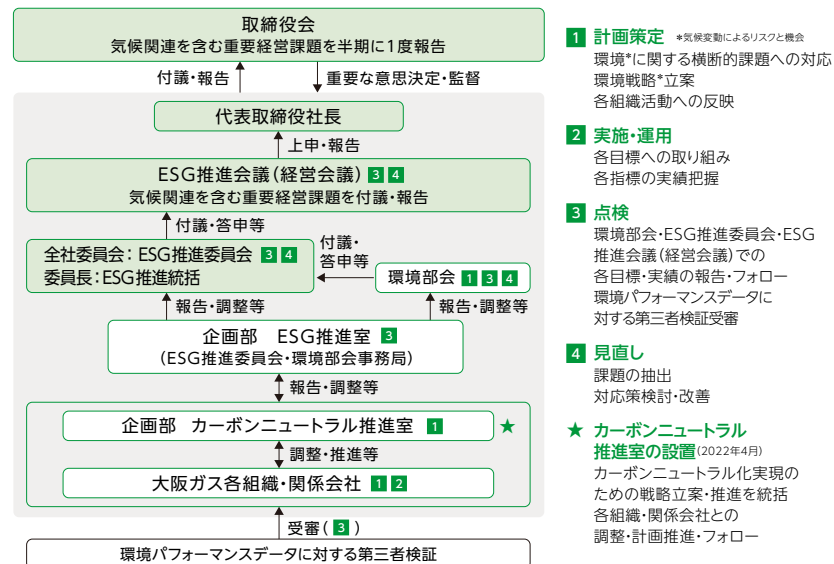 取締役会
気候関連を含む重要経営課題を半期に1度報告
付議・報告
重要な意思決定・監督
代表取締役社長
上申・報告
ESG推進会議(経営会議) 3 4
気候関連を含む重要経営課題を付議・報告
付議・答申等
全社委員会：ESG推進委員会 3 4
委員長：ESG推進統括
付議・
答申等
環境部会 1 3 4
報告・調整等
報告・調整等
企画部 ESG推進室 3
(ESG推進委員会・環境部会事務局)
報告・調整等
企画部 カーボンニュートラル推進室 1
★
調整・推進等
大阪ガス各組織・関係会社 1 2
受審( 3 )
環境パフォーマンスデータに対する第三者検証
1 計画策定 *気候変動によるリスクと機会
環境*に関する横断的課題への対応
環境戦略*立案
各組織活動への反映
2 実施・運用
各目標への取り組み
各指標の実績把握
3 点検
環境部会・ESG推進委員会・ESG
推進会議(経営会議)での
各目標・実績の報告・フォロー
環境パフォーマンスデータに
対する第三者検証受審
4 見直し
課題の抽出
対応策検討・改善
★ カーボンニュートラル
推進室の設置(2022年4月)
カーボンニュートラル化実現の
ための戦略立案・推進を統括
各組織・関係会社との
調整・計画推進・フォロー